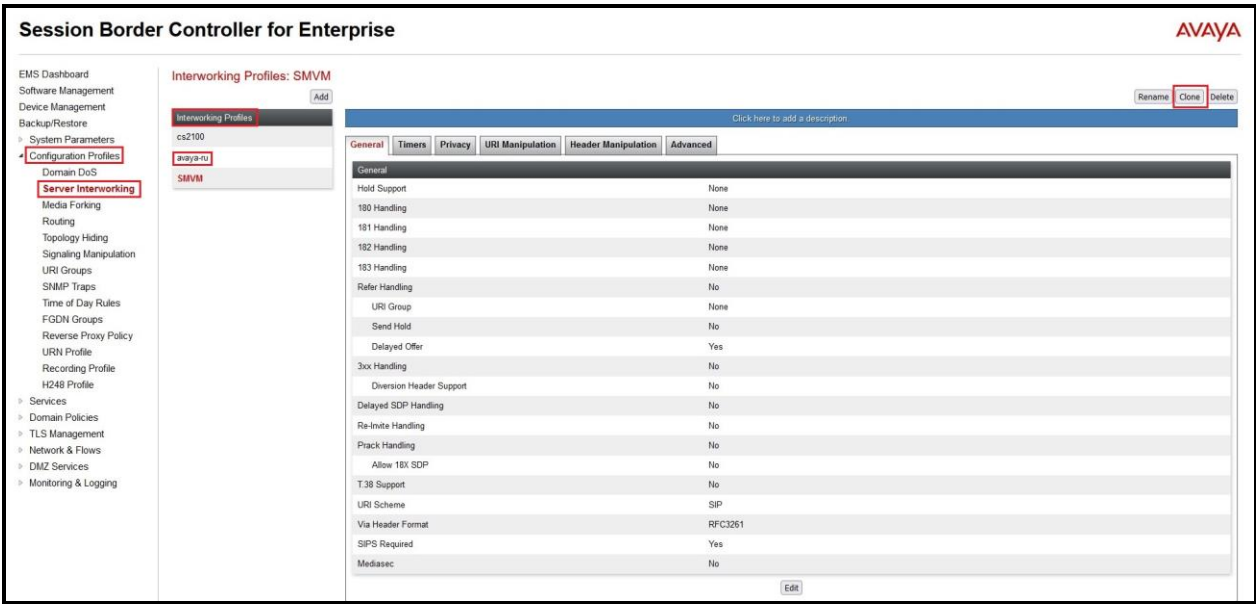 Session Border Controller for Enterprise
AVAYA
EMS Dashboard
Software Management
Device Management
Backup/Restore
System Parameters
Configuration Profiles
Domain DoS
Server Interworking
Media Forking
Routing
Topology Hiding
Signaling Manipulation
URI Groups
SNMP Traps
Time of Day Rules
FGDN Groups
Reverse Proxy Policy
URN Profile
Recording Profile
H248 Profile
Services
Domain Policies
TLS Management
Network & Flows
DMZ Services
Monitoring & Logging
Interworking Profiles: SMVM
Add
Rename Clone Delete
Interworking Profiles
cs2100
avaya-ru
SMVM
Click here to add a description.
General Timers Privacy URI Manipulation Header Manipulation Advanced
General
Hold Support None
180 Handling None
181 Handling None
182 Handling None
183 Handling None
Refer Handling No
URI Group None
Send Hold No
Delayed Offer Yes
3xx Handling No
Diversion Header Support No
Delayed SDP Handling No
Re-Invite Handling No
Prack Handling No
Allow 18X SDP No
T.38 Support No
URI Scheme SIP
Via Header Format RFC3261
SIPS Required Yes
Mediasec No
Edit